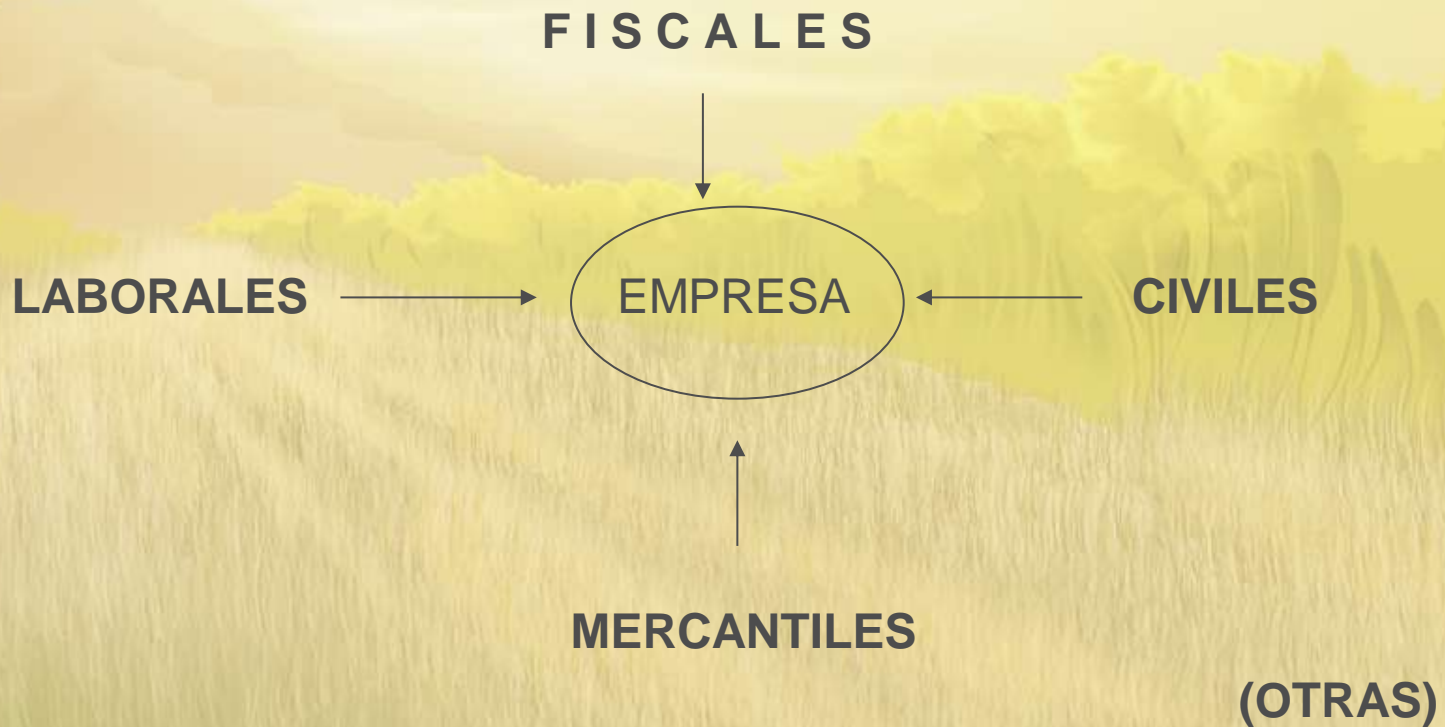 F I S C A L E S
LABORALES
EMPRESA
CIVILES
MERCANTILES
(OTRAS)